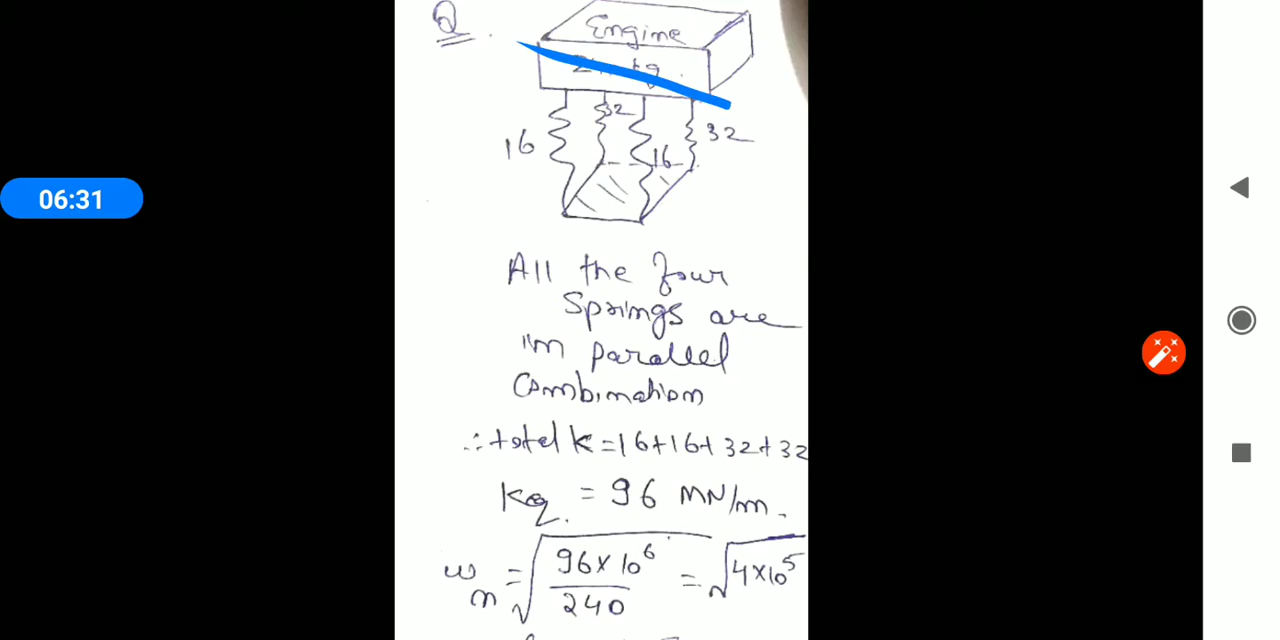 Q.
Engine
32
16
32
16
All the four
Springs are
in parallel
Combination
∴ total k = 16+16+32+32
keq. = 96 MN/m.
ωn = √(96×10⁶/240) = √(4×10⁵)
06:31